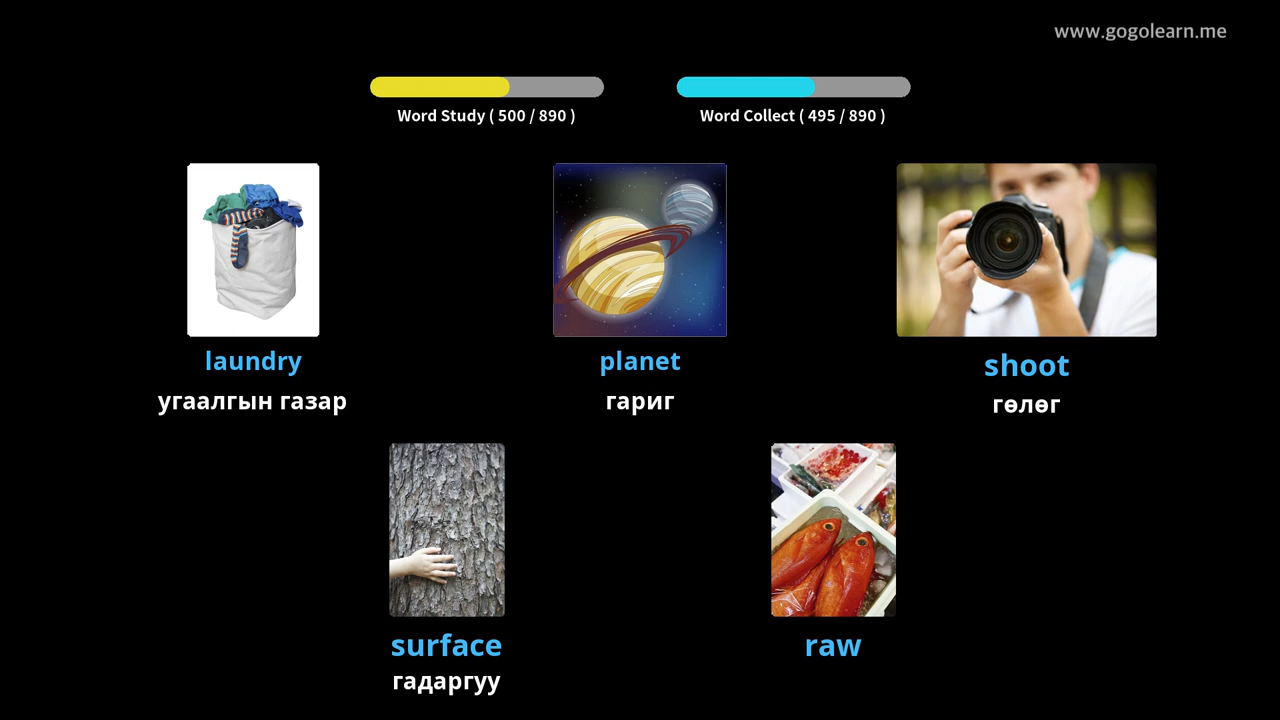 www.gogolearn.me
Word Study ( 500 / 890 )
Word Collect ( 495 / 890 )
laundry
угаалгын газар
planet
гариг
shoot
гөлөг
surface
гадаргуу
raw